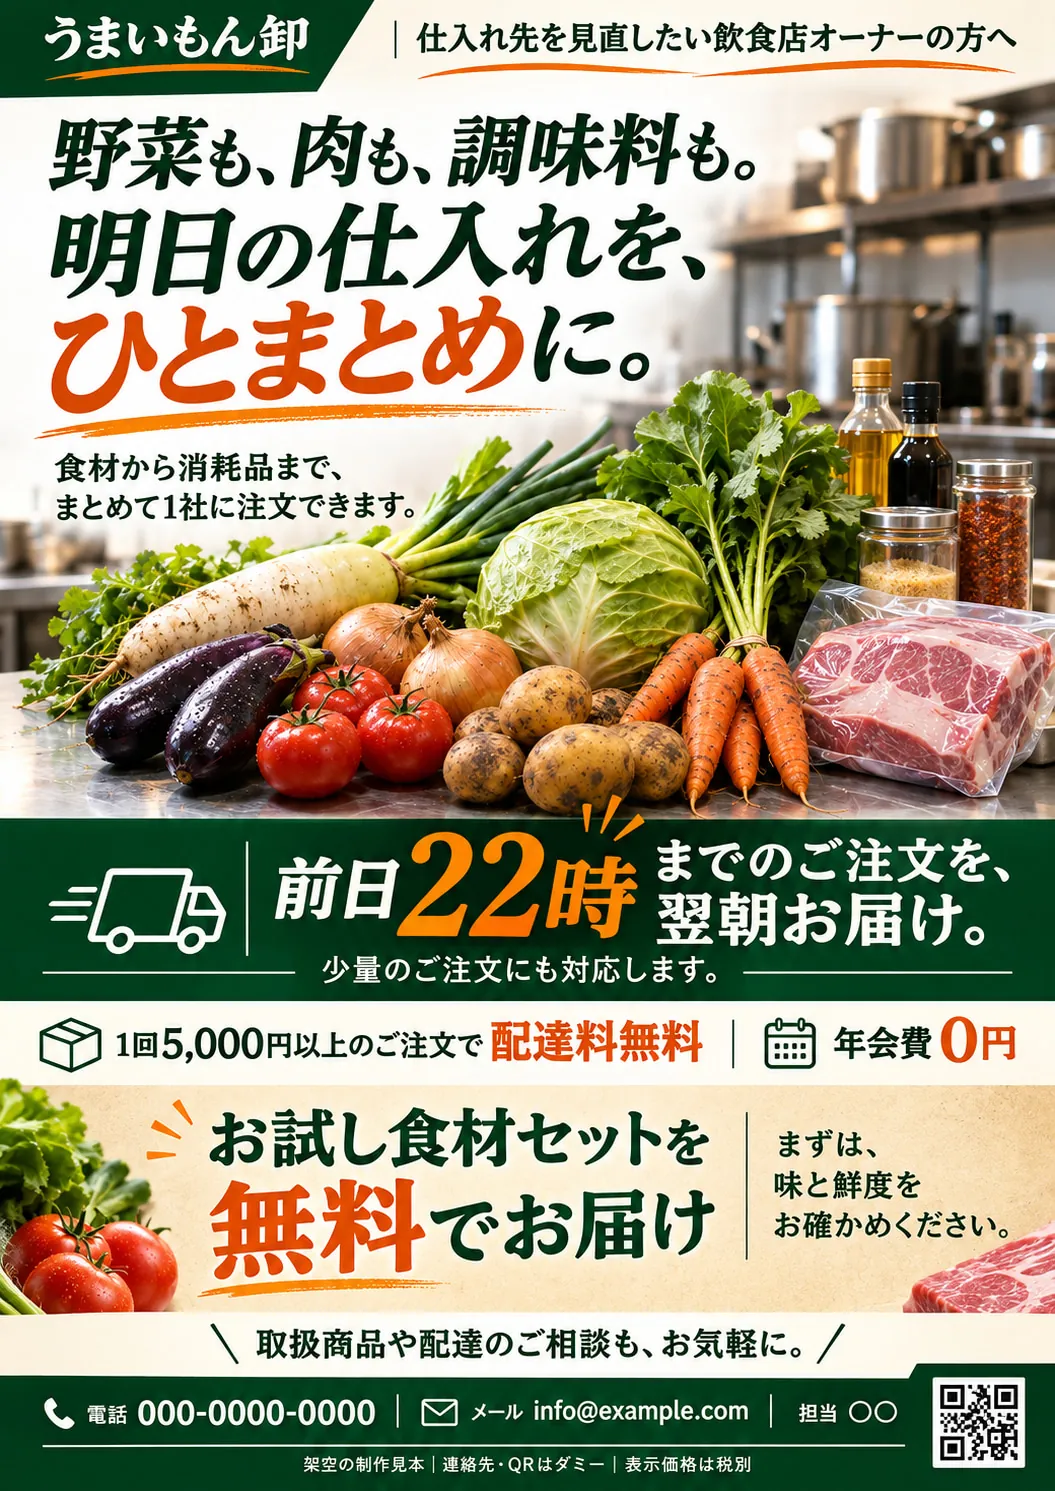 うまいもん卸
仕入れ先を見直したい飲食店オーナーの方へ
野菜も、肉も、調味料も。
明日の仕入れを、
ひとまとめに。
食材から消耗品まで、
まとめて1社に注文できます。
前日22時までのご注文を、
翌朝お届け。
少量のご注文にも対応します。
1回5,000円以上のご注文で配達料無料
年会費0円
お試し食材セットを
無料でお届け
まずは、
味と鮮度を
お確かめください。
取扱商品や配達のご相談も、お気軽に。
電話 000-0000-0000
メール info@example.com
担当 〇〇
架空の制作見本｜連絡先・QRはダミー｜表示価格は税別